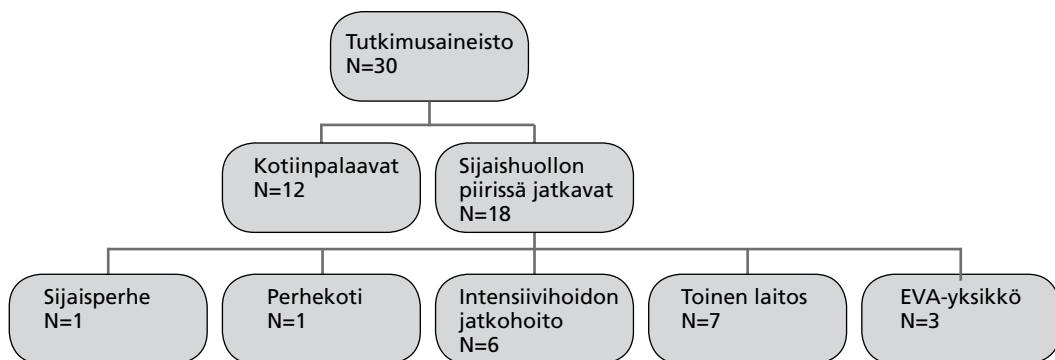 Tutkimusaineisto
N=30
Kotiinpalaavat
N=12
Sijaishuollon
piirissä jatkavat
N=18
Sijaisperhe
N=1
Perhekoti
N=1
Intensiivihoidon
jatkohoito
N=6
Toinen laitos
N=7
EVA-yksikkö
N=3